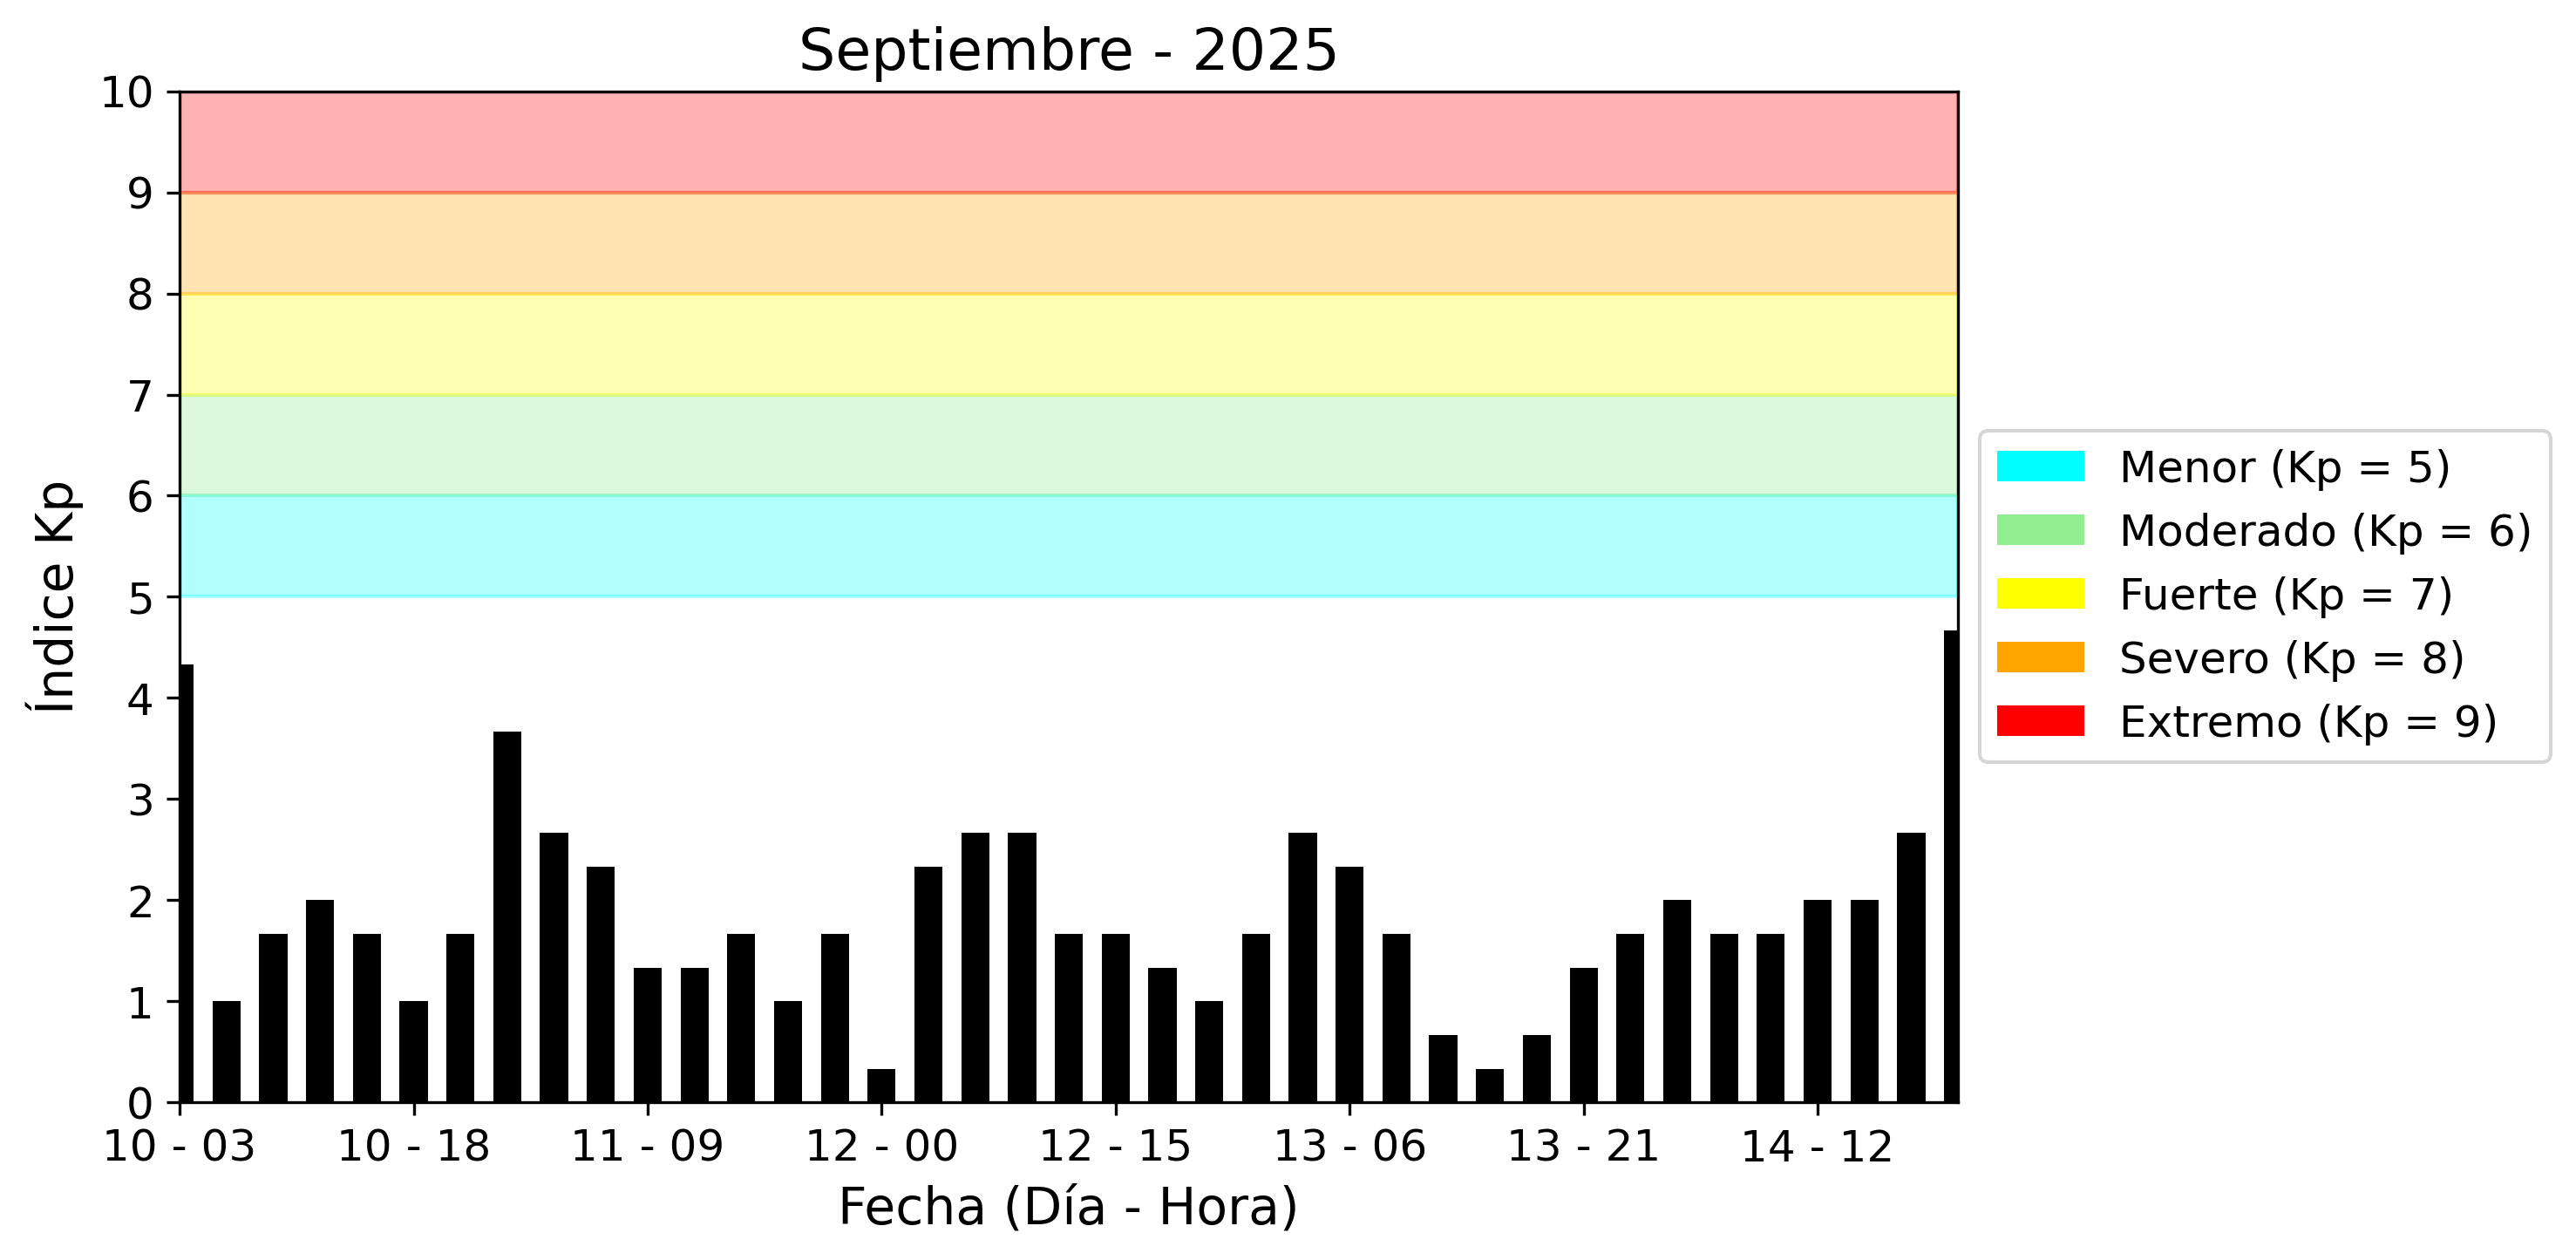 Septiembre - 2025
10
9
8
7
6
5
4
3
2
1
0
Índice Kp
10 - 03
10 - 18
11 - 09
12 - 00
12 - 15
13 - 06
13 - 21
14 - 12
Fecha (Día - Hora)
Menor (Kp = 5)
Moderado (Kp = 6)
Fuerte (Kp = 7)
Severo (Kp = 8)
Extremo (Kp = 9)